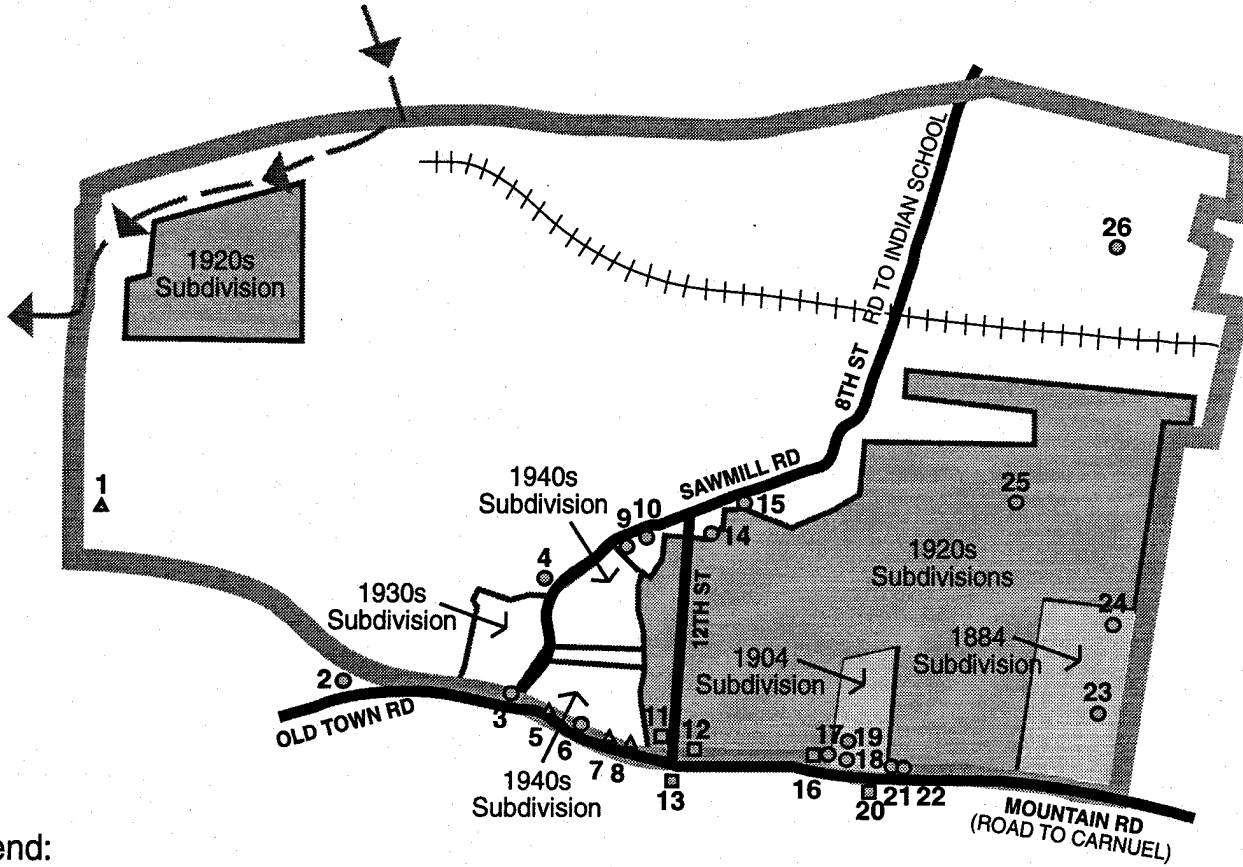 RD TO INDIAN SCHOOL
26
1920s
Subdivision
8TH ST
1
1940s
Subdivision
SAWMILL RD
9 10
15
14
25
4
1920s
Subdivisions
1930s
Subdivision
12TH ST
24
1884
Subdivision
1904
Subdivision
2
3
OLD TOWN RD
5
6
7 8
11
12
13
17
19
18
16
20
21 22
23
1940s
Subdivision
MOUNTAIN RD
(ROAD TO CARNUEL)
end: